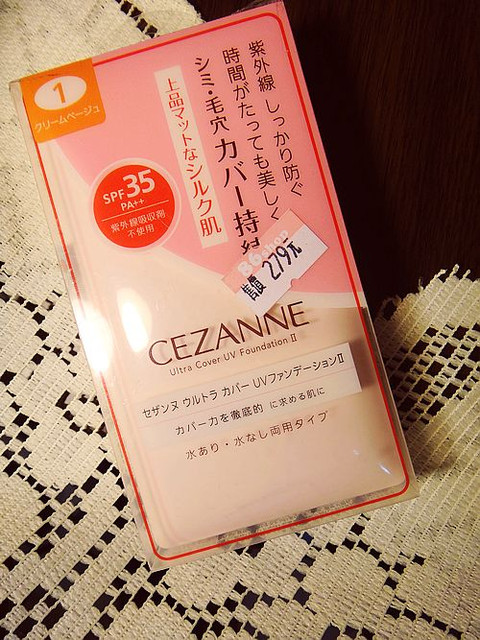 1
クリームベージュ
紫外線 しっかり防ぐ
時間がたっても美しく
シミ・毛穴カバー持続
上品マットなシルク肌
SPF35
PA++
紫外線吸収剤
不使用
shop
售價 279元
CEZANNE
Ultra Cover UV Foundation II
セザンヌ ウルトラ カバー UVファンデーションII
カバー力を徹底的 に求める肌に
水あり・水なし両用タイプ